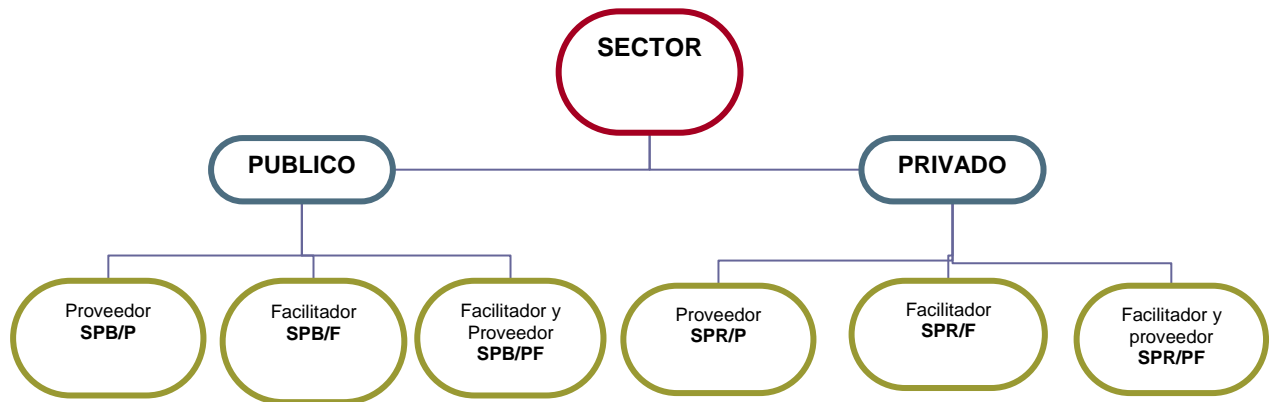 SECTOR
PUBLICO
PRIVADO
Proveedor
SPB/P
Facilitador
SPB/F
Facilitador y
Proveedor
SPB/PF
Proveedor
SPR/P
Facilitador
SPR/F
Facilitador y
proveedor
SPR/PF